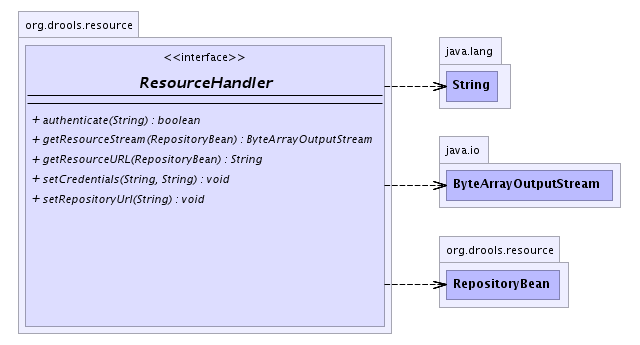 org.drools.resource
<<interface>>
ResourceHandler
+ authenticate(String) : boolean
+ getResourceStream(RepositoryBean) : ByteArrayOutputStream
+ getResourceURL(RepositoryBean) : String
+ setCredentials(String, String) : void
+ setRepositoryUrl(String) : void
java.lang
String
java.io
ByteArrayOutputStream
org.drools.resource
RepositoryBean